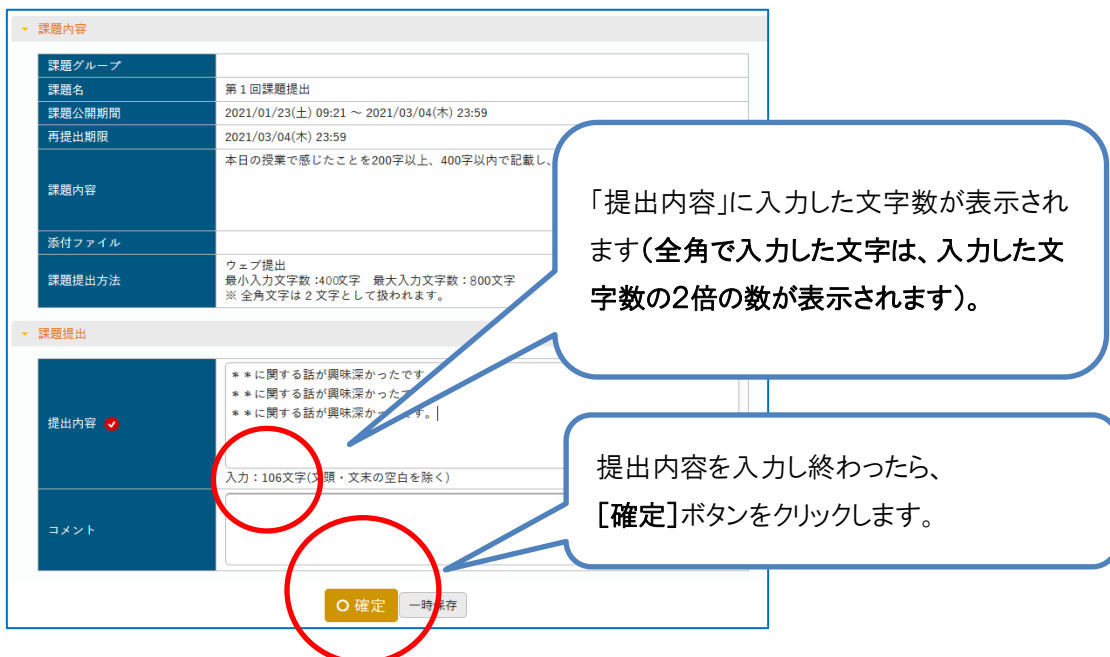 課題内容
課題グループ
課題名 第1回課題提出
課題公開期間 2021/01/23(土) 09:21 ～ 2021/03/04(木) 23:59
再提出期限 2021/03/04(木) 23:59
課題内容 本日の授業で感じたことを200字以上、400字以内で記載し、
添付ファイル
課題提出方法 ウェブ提出
最小入力文字数：400文字 最大入力文字数：800文字
※ 全角文字は2文字として扱われます。
「提出内容」に入力した文字数が表示され
ます(全角で入力した文字は、入力した文
字数の2倍の数が表示されます)。
課題提出
提出内容
＊＊に関する話が興味深かったです
＊＊に関する話が興味深かった
＊＊に関する話が興味深かっ です。
入力：106文字(文頭・文末の空白を除く)
コメント
提出内容を入力し終わったら、
［確定］ボタンをクリックします。
確定 一時保存